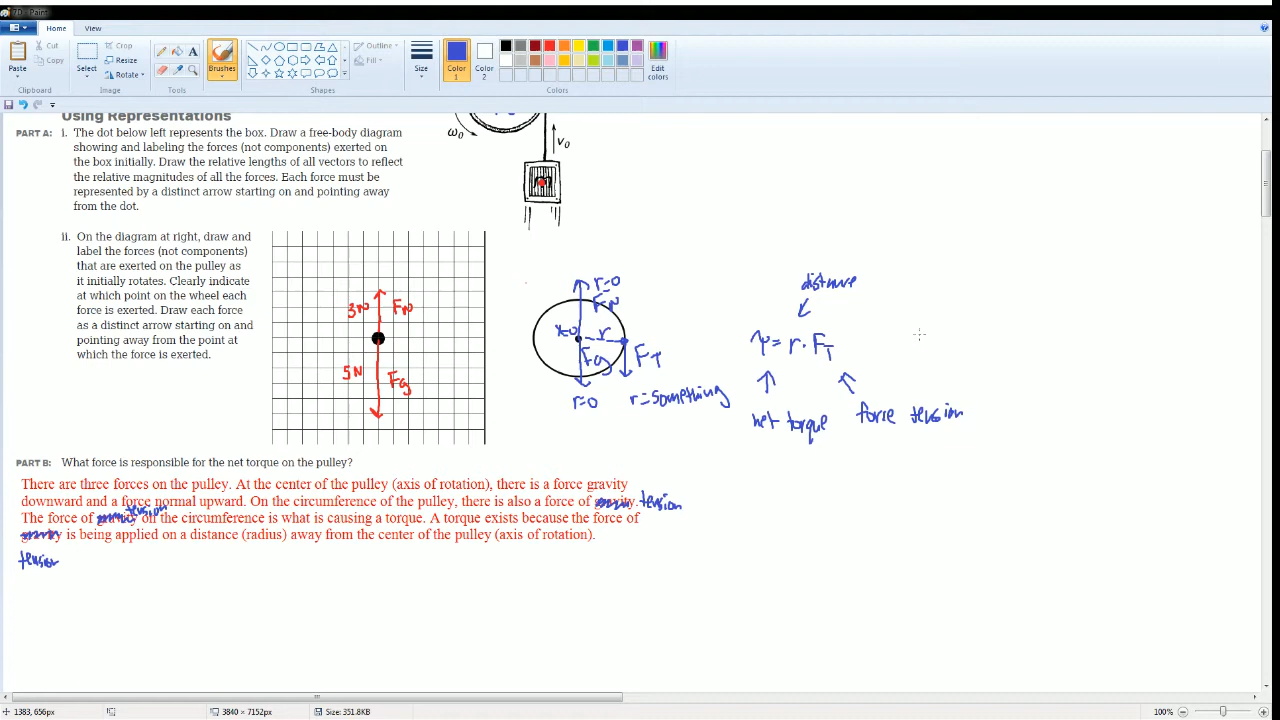 7D - Paint
Home
View
Paste
Cut
Copy
Clipboard
Select
Crop
Resize
Rotate
Image
Tools
Brushes
Shapes
Outline
Fill
Size
Color
1
Color
2
Edit
colors
Colors
Using Representations
PART A: i. The dot below left represents the box. Draw a free-body diagram
showing and labeling the forces (not components) exerted on
the box initially. Draw the relative lengths of all vectors to reflect
the relative magnitudes of all the forces. Each force must be
represented by a distinct arrow starting on and pointing away
from the dot.
ω₀
v₀
ii. On the diagram at right, draw and
label the forces (not components)
that are exerted on the pulley as
it initially rotates. Clearly indicate
at which point on the wheel each
force is exerted. Draw each force
as a distinct arrow starting on and
pointing away from the point at
which the force is exerted.
3N
FN
5N
Fg
r=0
FN
r
Fg
FT
r=0
r=something
distance
τ= r·FT
net torque
force tension
PART B: What force is responsible for the net torque on the pulley?
There are three forces on the pulley. At the center of the pulley (axis of rotation), there is a force gravity
downward and a force normal upward. On the circumference of the pulley, there is also a force of gravity. tension
The force of gravity tension on the circumference is what is causing a torque. A torque exists because the force of
gravity is being applied on a distance (radius) away from the center of the pulley (axis of rotation).
tension
1383, 656px
3840 × 7152px
Size: 351.8KB
100%